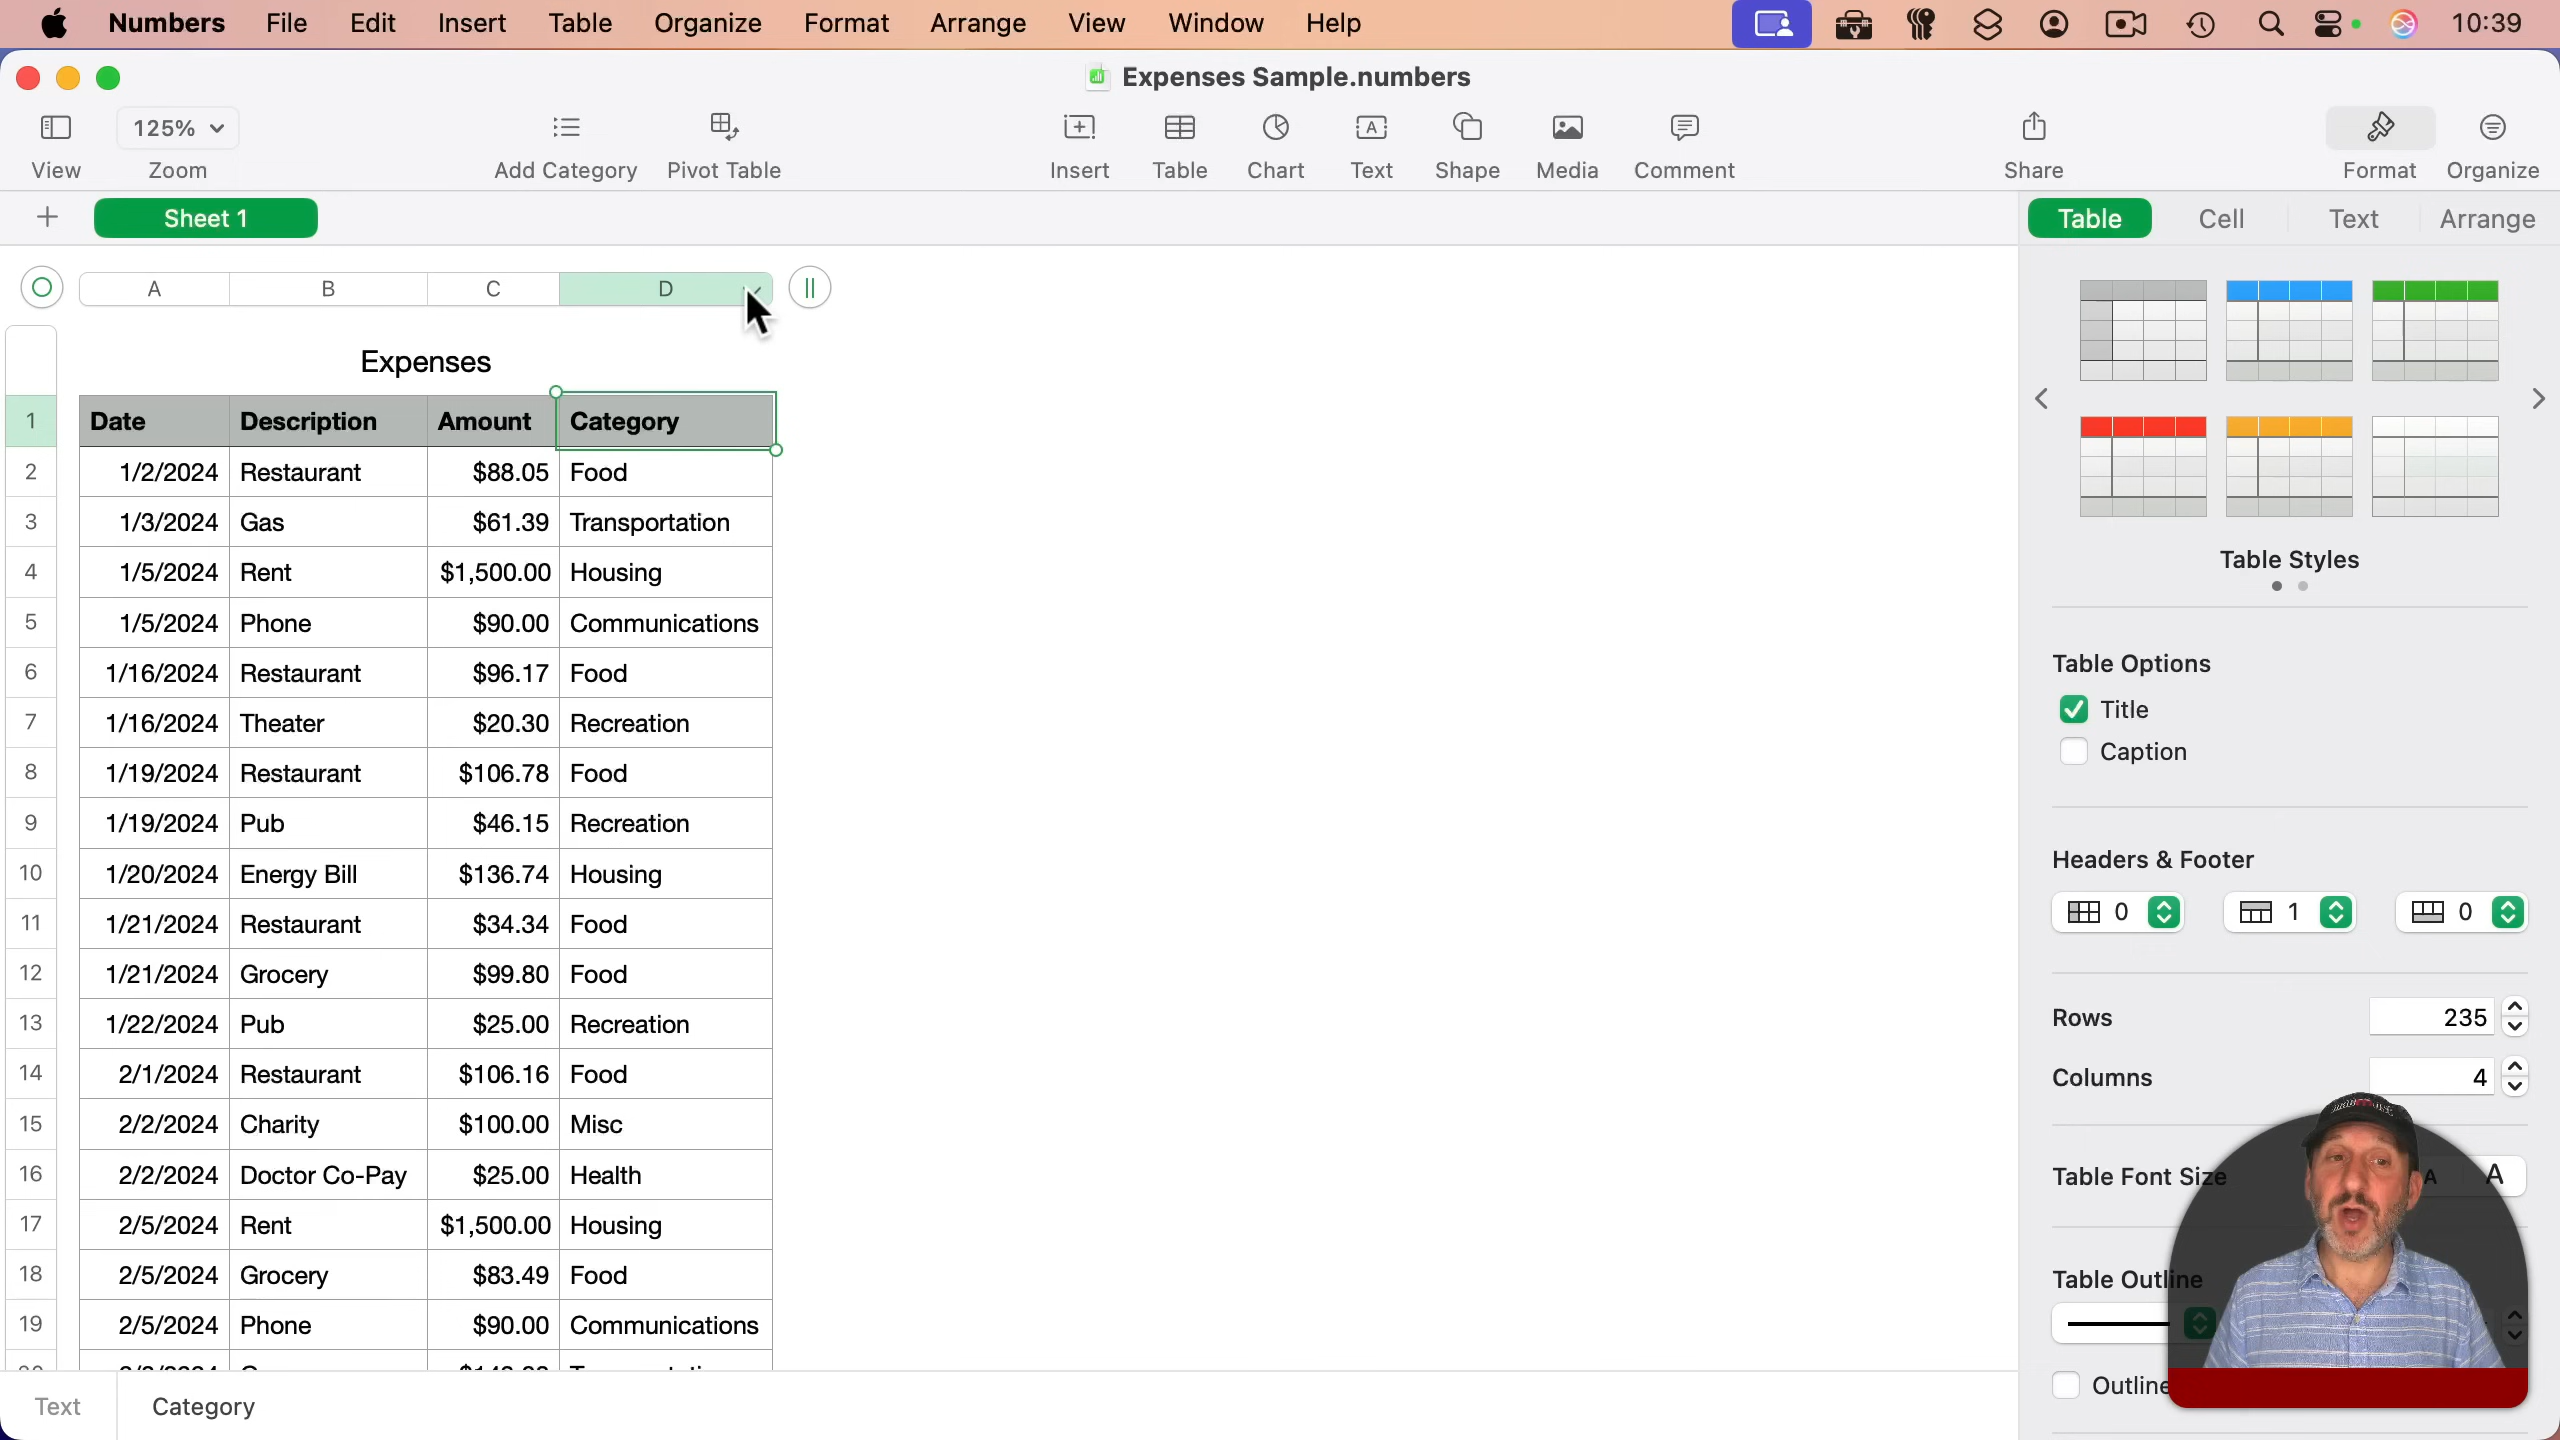 Numbers File Edit Insert Table Organize Format Arrange View Window Help 10:39
Expenses Sample.numbers
125%
View Zoom Add Category Pivot Table Insert Table Chart Text Shape Media Comment Share Format Organize
Sheet 1
Table Cell Text Arrange
A B C D
Expenses
1 Date Description Amount Category
2 1/2/2024 Restaurant $88.05 Food
3 1/3/2024 Gas $61.39 Transportation
4 1/5/2024 Rent $1,500.00 Housing
5 1/5/2024 Phone $90.00 Communications
6 1/16/2024 Restaurant $96.17 Food
7 1/16/2024 Theater $20.30 Recreation
8 1/19/2024 Restaurant $106.78 Food
9 1/19/2024 Pub $46.15 Recreation
10 1/20/2024 Energy Bill $136.74 Housing
11 1/21/2024 Restaurant $34.34 Food
12 1/21/2024 Grocery $99.80 Food
13 1/22/2024 Pub $25.00 Recreation
14 2/1/2024 Restaurant $106.16 Food
15 2/2/2024 Charity $100.00 Misc
16 2/2/2024 Doctor Co-Pay $25.00 Health
17 2/5/2024 Rent $1,500.00 Housing
18 2/5/2024 Grocery $83.49 Food
19 2/5/2024 Phone $90.00 Communications
Text Category
Table Styles
Table Options
Title
Caption
Headers & Footer
0 1 0
Rows 235
Columns 4
Table Font Size A A
Table Outline
Outline